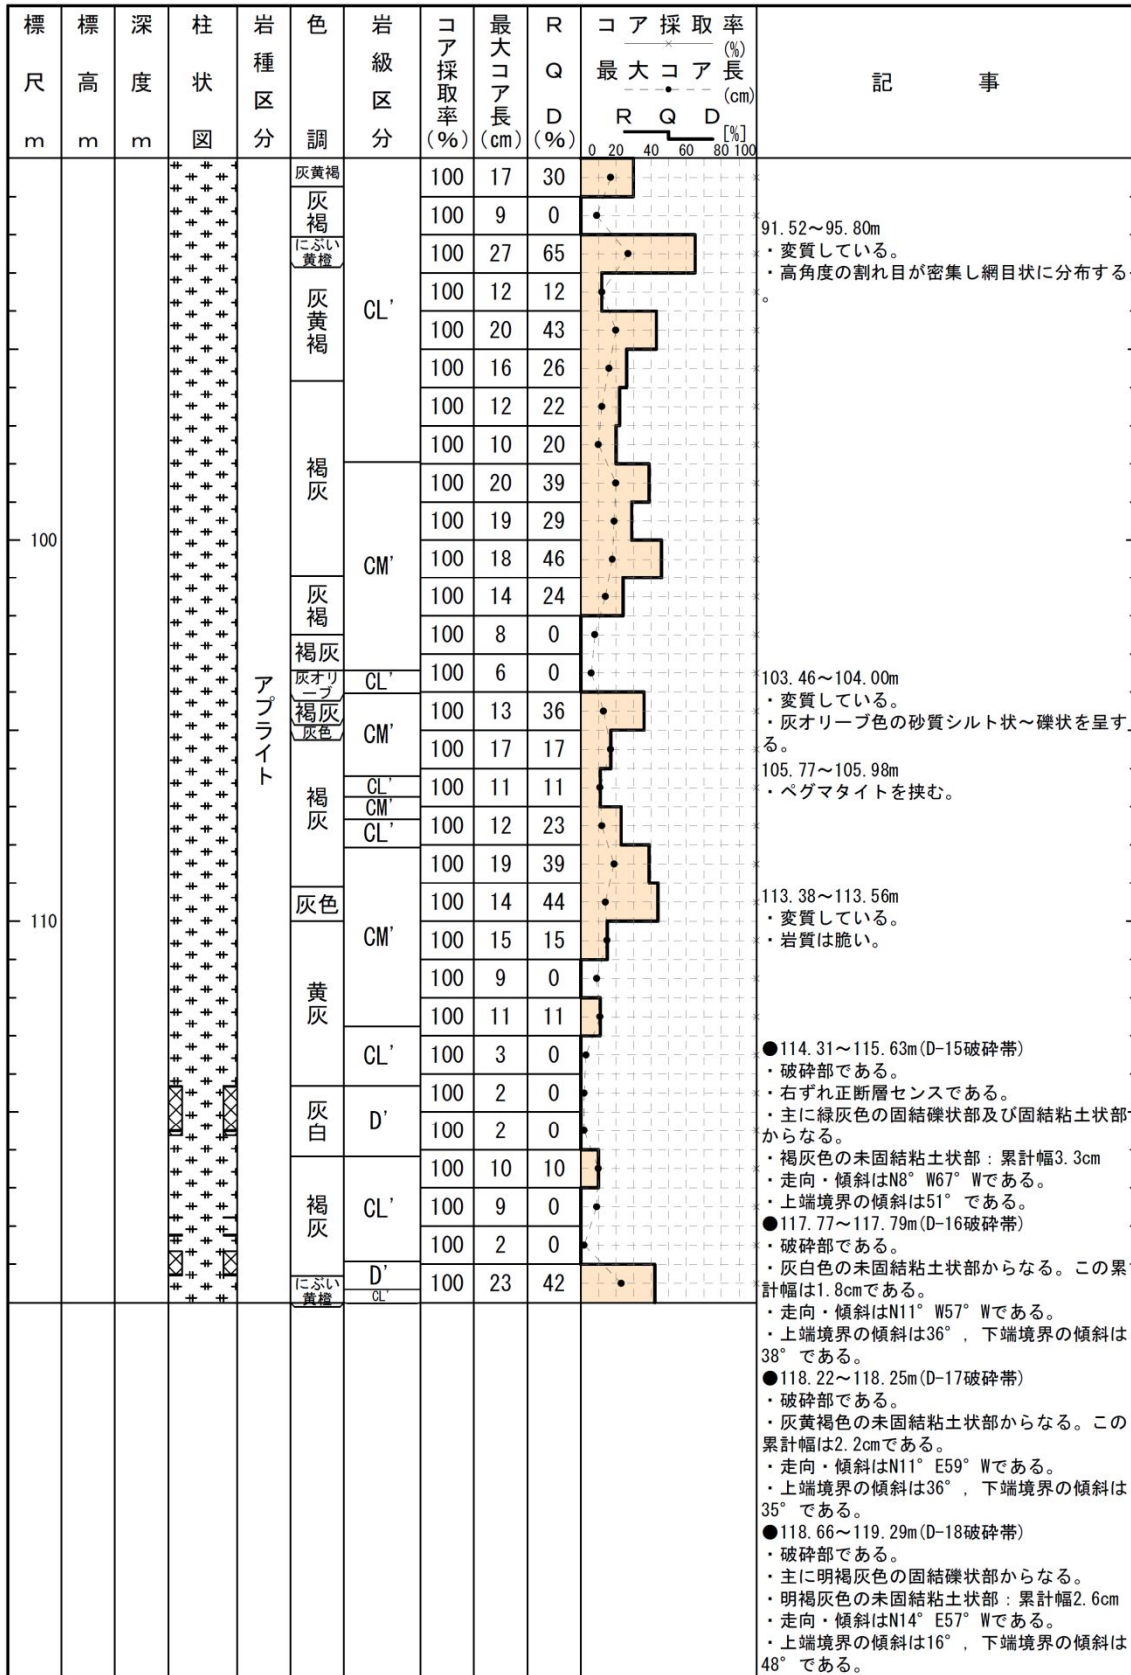 標尺m
標高m
深度m
柱状図
岩種区分
色調
岩級区分
コア採取率(%)
最大コア長(cm)
RQD(%)
コア採取率(%)
最大コア長(cm)
RQD[%]
0 20 40 60 80 100
記事
100
110
アプライト
灰黄褐
灰褐
にぶい黄橙
灰黄褐
褐灰
灰褐
褐灰
灰オリーブ
褐灰
灰色
褐灰
灰色
黄灰
灰白
褐灰
にぶい黄橙
CL'
CM'
CL'
CM'
CL'
CM'
CL'
CM'
CL'
D'
CL'
D'
CL'
100 17 30
100 9 0
100 27 65
100 12 12
100 20 43
100 16 26
100 12 22
100 10 20
100 20 39
100 19 29
100 18 46
100 14 24
100 8 0
100 6 0
100 13 36
100 17 17
100 11 11
100 12 23
100 19 39
100 14 44
100 15 15
100 9 0
100 11 11
100 3 0
100 2 0
100 2 0
100 10 10
100 9 0
100 2 0
100 23 42
91.52～95.80m
・変質している。
・高角度の割れ目が密集し網目状に分布する
。
103.46～104.00m
・変質している。
・灰オリーブ色の砂質シルト状～礫状を呈す
る。
105.77～105.98m
・ペグマタイトを挟む。
113.38～113.56m
・変質している。
・岩質は脆い。
●114.31～115.63m(D-15破砕帯)
・破砕部である。
・右ずれ正断層センスである。
・主に緑灰色の固結礫状部及び固結粘土状部
からなる。
・褐灰色の未固結粘土状部：累計幅3.3cm
・走向・傾斜はN8°W67°Wである。
・上端境界の傾斜は51°である。
●117.77～117.79m(D-16破砕帯)
・破砕部である。
・灰白色の未固結粘土状部からなる。この累
計幅は1.8cmである。
・走向・傾斜はN11°W57°Wである。
・上端境界の傾斜は36°，下端境界の傾斜は
38°である。
●118.22～118.25m(D-17破砕帯)
・破砕部である。
・灰黄褐色の未固結粘土状部からなる。この
累計幅は2.2cmである。
・走向・傾斜はN11°E59°Wである。
・上端境界の傾斜は36°，下端境界の傾斜は
35°である。
●118.66～119.29m(D-18破砕帯)
・破砕部である。
・主に明褐灰色の固結礫状部からなる。
・明褐灰色の未固結粘土状部：累計幅2.6cm
・走向・傾斜はN14°E57°Wである。
・上端境界の傾斜は16°，下端境界の傾斜は
48°である。